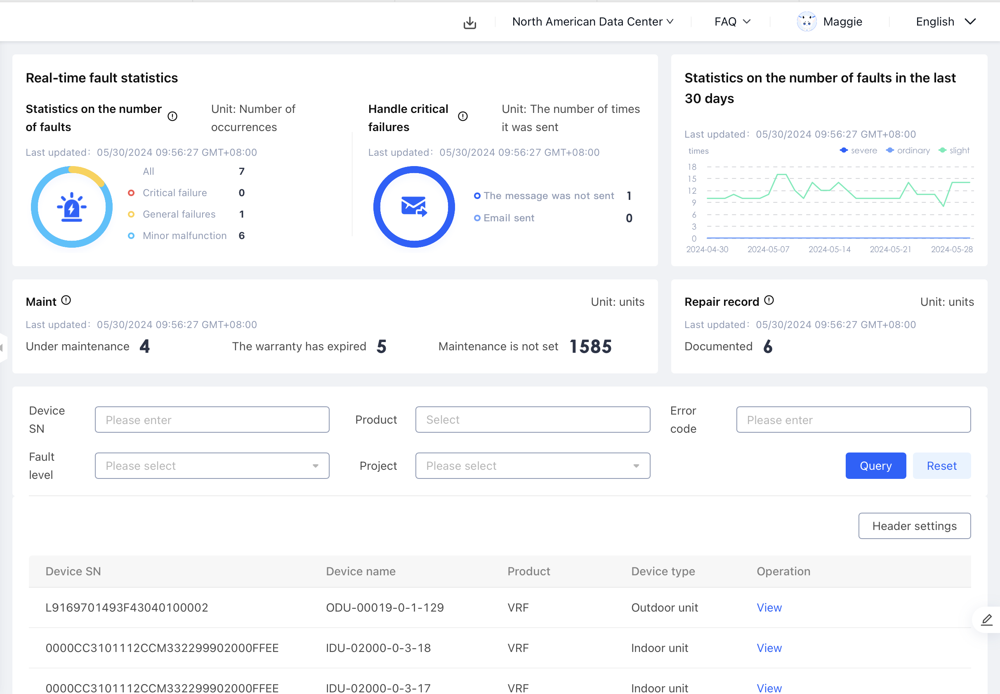 North American Data Center
FAQ
Maggie
English
Real-time fault statistics
Statistics on the number
of faults
Unit: Number of
occurrences
Last updated: 05/30/2024 09:56:27 GMT+08:00
All 7
Critical failure 0
General failures 1
Minor malfunction 6
Handle critical
failures
Unit: The number of times
it was sent
Last updated: 05/30/2024 09:56:27 GMT+08:00
The message was not sent 1
Email sent 0
Statistics on the number of faults in the last
30 days
Last updated: 05/30/2024 09:56:27 GMT+08:00
times
severe ordinary slight
18
15
12
9
6
3
0
2024-04-30 2024-05-07 2024-05-14 2024-05-21 2024-05-28
Maint
Unit: units
Last updated: 05/30/2024 09:56:27 GMT+08:00
Under maintenance 4
The warranty has expired 5
Maintenance is not set 1585
Repair record
Unit: units
Last updated: 05/30/2024 09:56:27 GMT+08:00
Documented 6
Device
SN
Please enter
Product
Select
Error
code
Please enter
Fault
level
Please select
Project
Please select
Query
Reset
Header settings
Device SN Device name Product Device type Operation
L9169701493F43040100002 ODU-00019-0-1-129 VRF Outdoor unit View
0000CC3101112CCM332299902000FFEE IDU-02000-0-3-18 VRF Indoor unit View
0000CC3101112CCM332299902000FFEE IDU-02000-0-3-17 VRF Indoor unit View